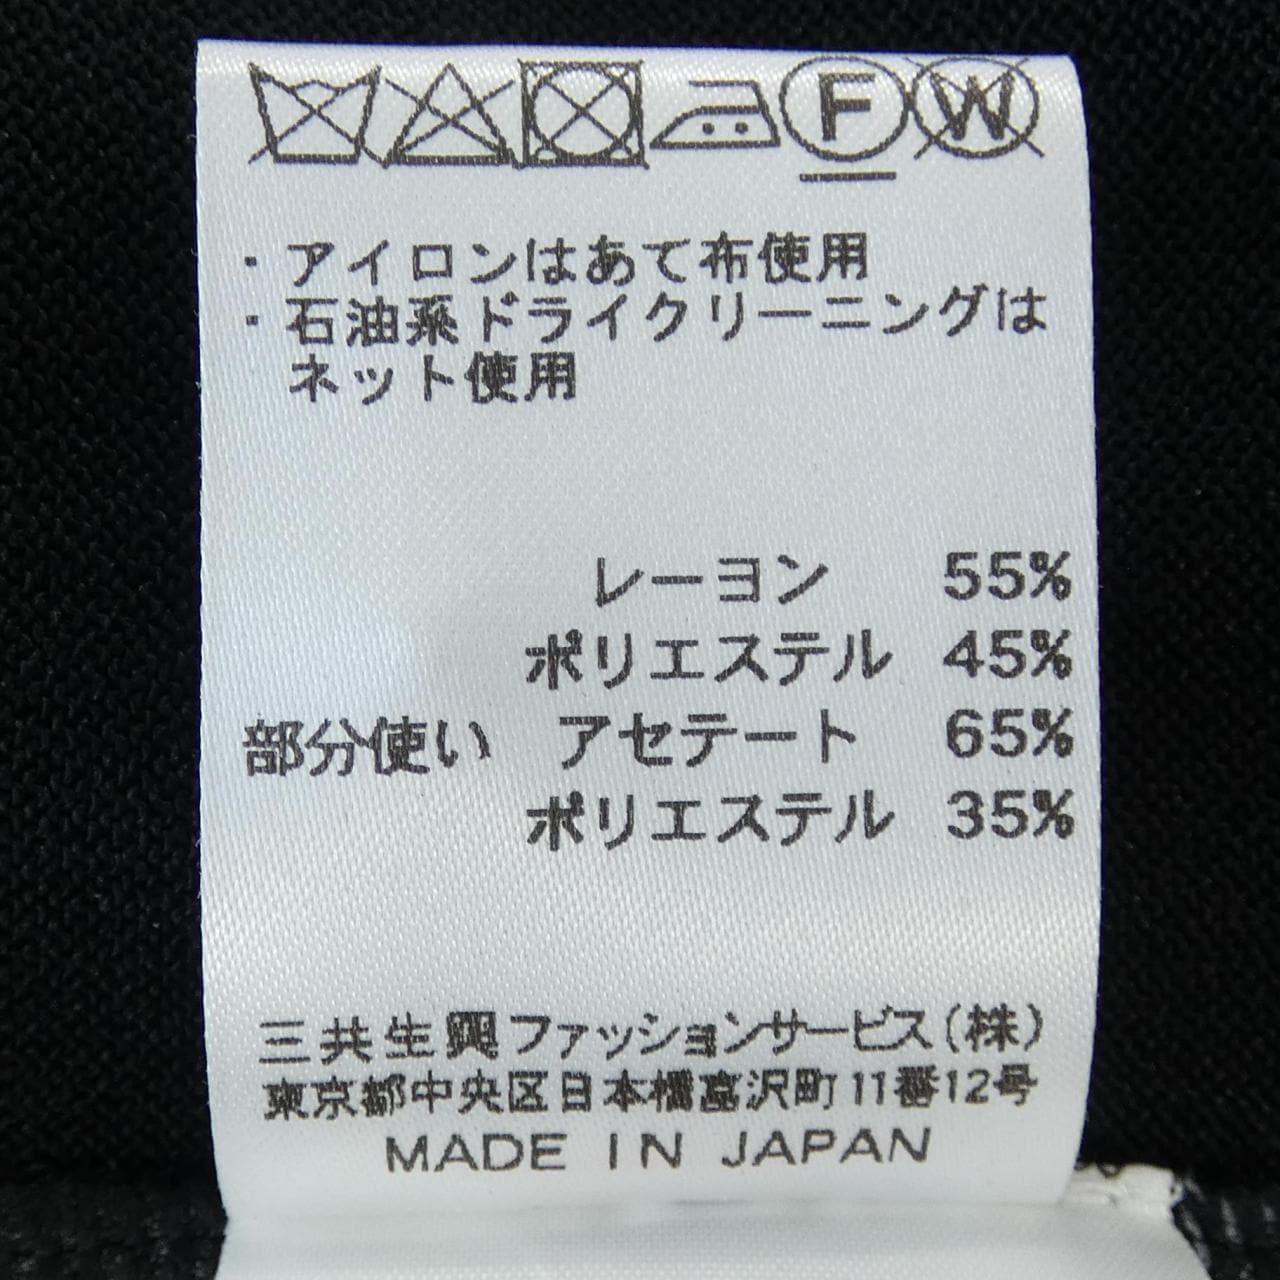 F W
・アイロンはあて布使用
・石油系ドライクリーニングは
ネット使用
レーヨン 55%
ポリエステル 45%
部分使い アセテート 65%
ポリエステル 35%
三共生興ファッションサービス(株)
東京都中央区日本橋富沢町11番12号
MADE IN JAPAN